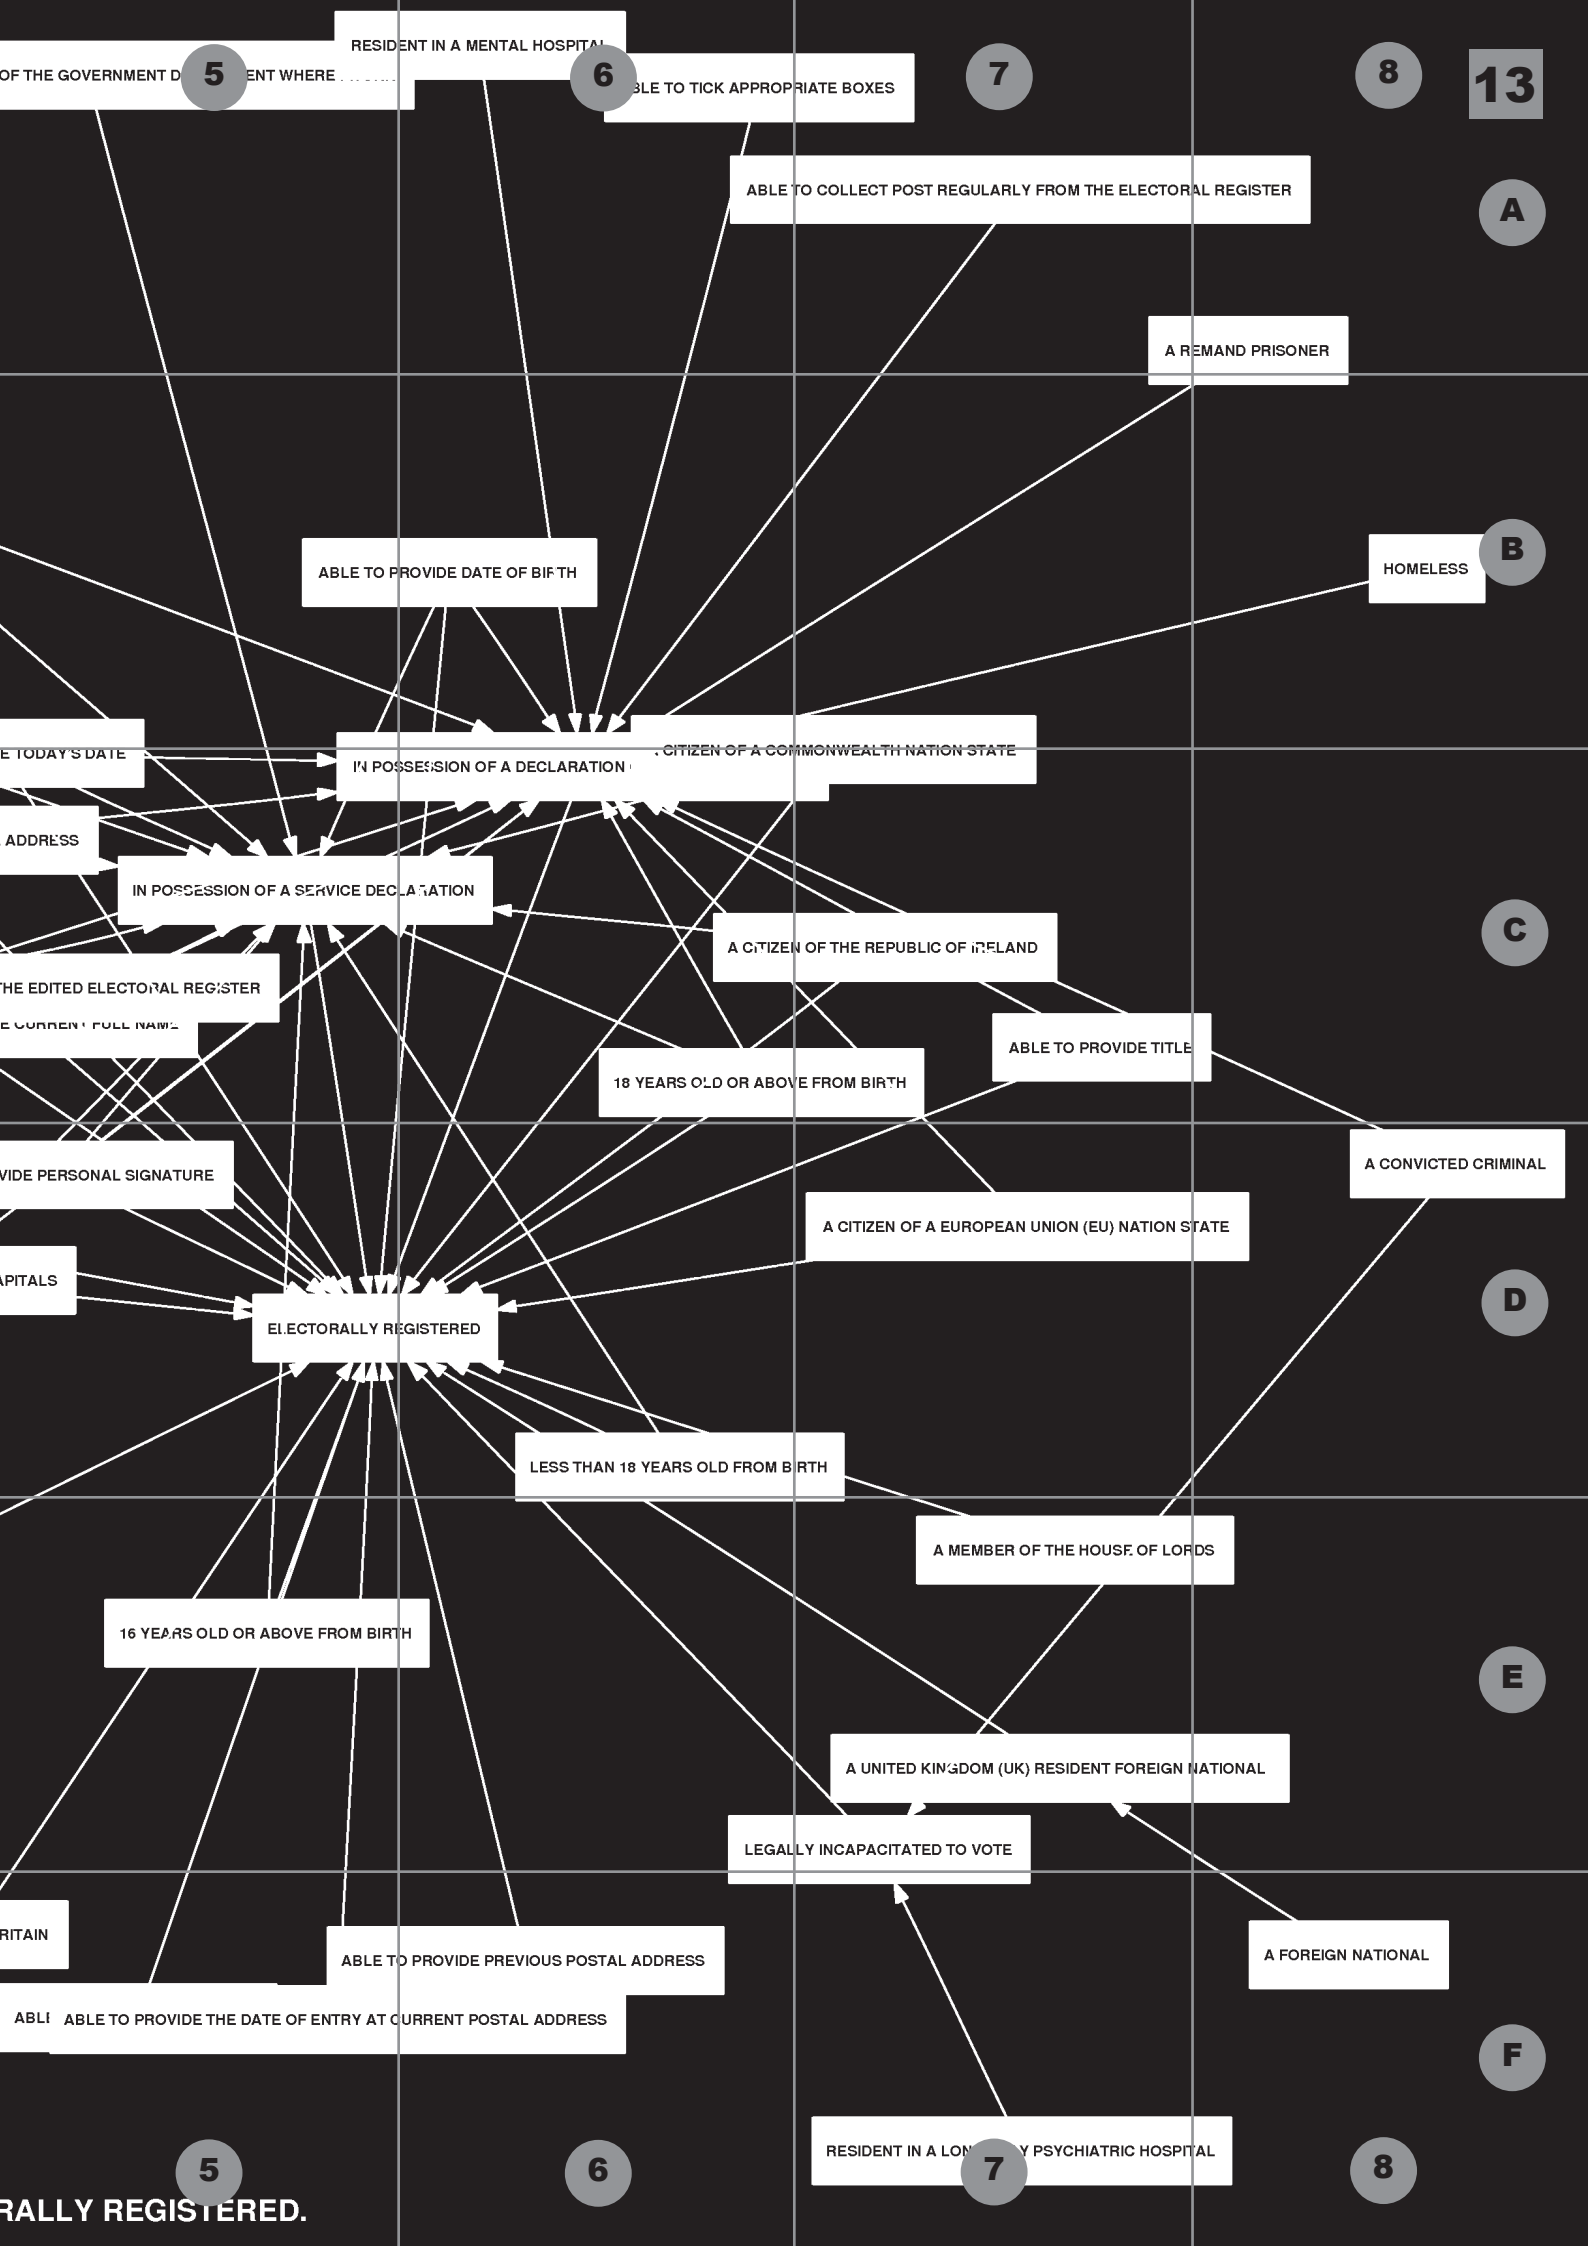 RESIDENT IN A MENTAL HOSPITAL
OF THE GOVERNMENT WHERE
5
6
7
8
13
TO TICK APPROPRIATE BOXES
ABLE TO COLLECT POST REGULARLY FROM THE ELECTORAL REGISTER
A
A REMAND PRISONER
B
HOMELESS
ABLE TO PROVIDE DATE OF BIRTH
TODAY'S DATE
CITIZEN OF A COMMONWEALTH NATION STATE
IN POSSESSION OF A DECLARATION
ADDRESS
IN POSSESSION OF A SERVICE DECLARATION
C
A CITIZEN OF THE REPUBLIC OF IRELAND
THE EDITED ELECTORAL REGISTER
CURRENT FULL NAME
ABLE TO PROVIDE TITLE
18 YEARS OLD OR ABOVE FROM BIRTH
A CONVICTED CRIMINAL
VIDE PERSONAL SIGNATURE
A CITIZEN OF A EUROPEAN UNION (EU) NATION STATE
APITALS
D
ELECTORALLY REGISTERED
LESS THAN 18 YEARS OLD FROM BIRTH
A MEMBER OF THE HOUSE OF LORDS
16 YEARS OLD OR ABOVE FROM BIRTH
E
A UNITED KINGDOM (UK) RESIDENT FOREIGN NATIONAL
LEGALLY INCAPACITATED TO VOTE
RITAIN
ABLE TO PROVIDE PREVIOUS POSTAL ADDRESS
A FOREIGN NATIONAL
ABLE
ABLE TO PROVIDE THE DATE OF ENTRY AT CURRENT POSTAL ADDRESS
F
RESIDENT IN A PSYCHIATRIC HOSPITAL
5
6
7
8
RALLY REGISTERED.